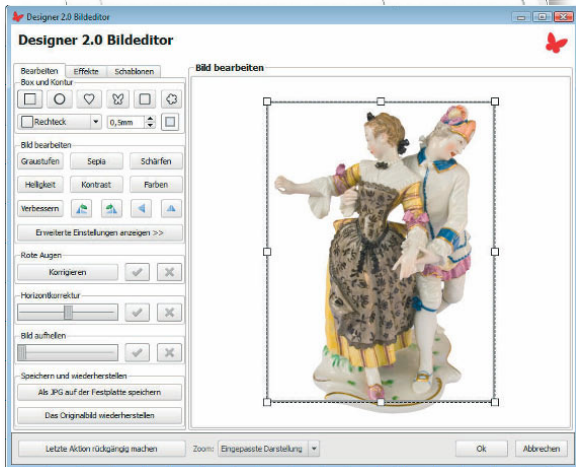 Designer 2.0 Bildeditor
Designer 2.0 Bildeditor
Bearbeiten Effekte Schablonen
Box und Kontur
Rechteck 0,5mm
Bild bearbeiten
Graustufen Sepia Schärfen
Helligkeit Kontrast Farben
Verbessern
Erweiterte Einstellungen anzeigen >>
Rote Augen
Korrigieren
Horizontkorrektur
Bild aufhellen
Speichern und wiederherstellen
Als JPG auf der Festplatte speichern
Das Originalbild wiederherstellen
Bild bearbeiten
Letzte Aktion rückgängig machen Zoom: Eingepasste Darstellung Ok Abbrechen